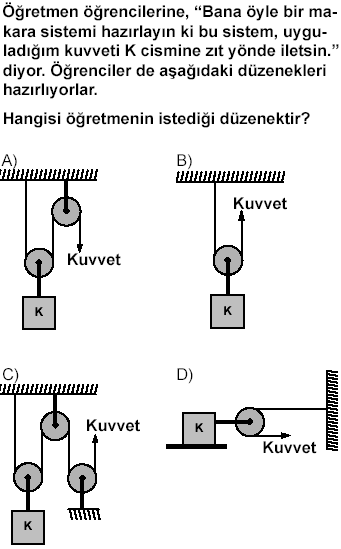 Öğretmen öğrencilerine, “Bana öyle bir ma-
kara sistemi hazırlayın ki bu sistem, uygu-
ladığım kuvveti K cismine zıt yönde iletsin.”
diyor. Öğrenciler de aşağıdaki düzenekleri
hazırlıyorlar.
Hangisi öğretmenin istediği düzenektir?
A)
Kuvvet
K
B)
Kuvvet
K
C)
Kuvvet
K
D)
K
Kuvvet